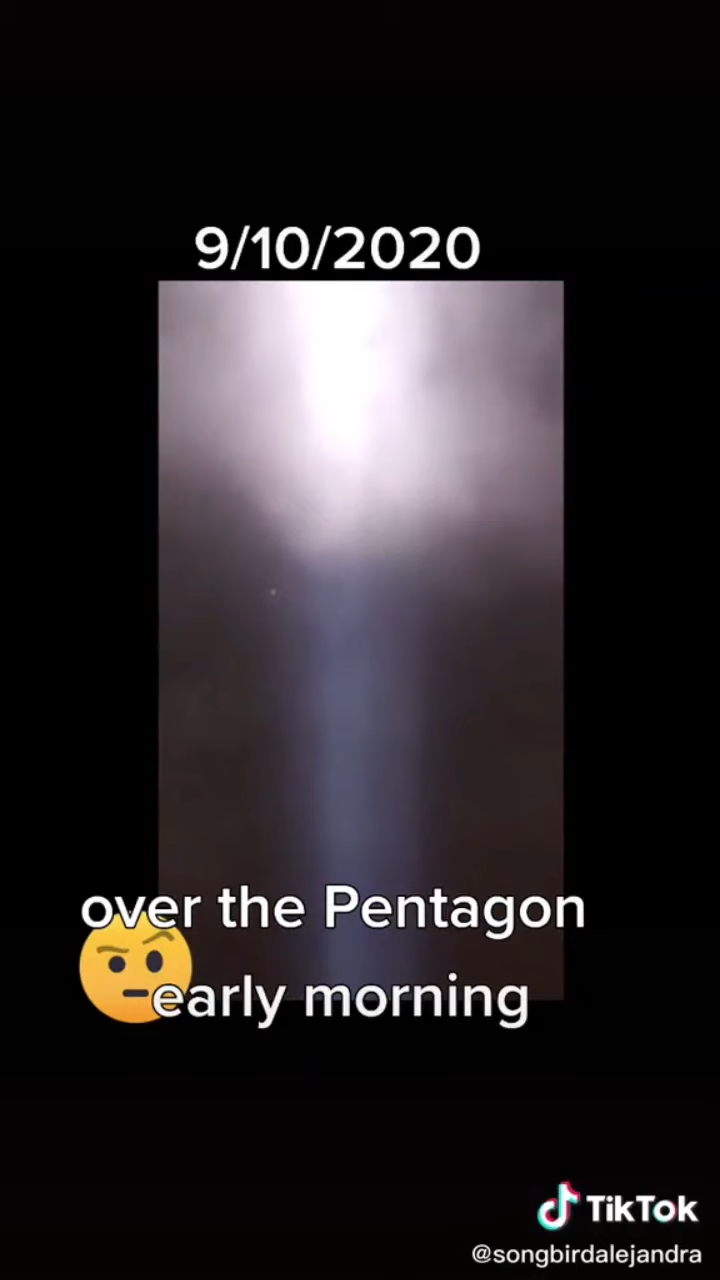 9/10/2020
over the Pentagon
early morning
TikTok
@songbirdalejandra